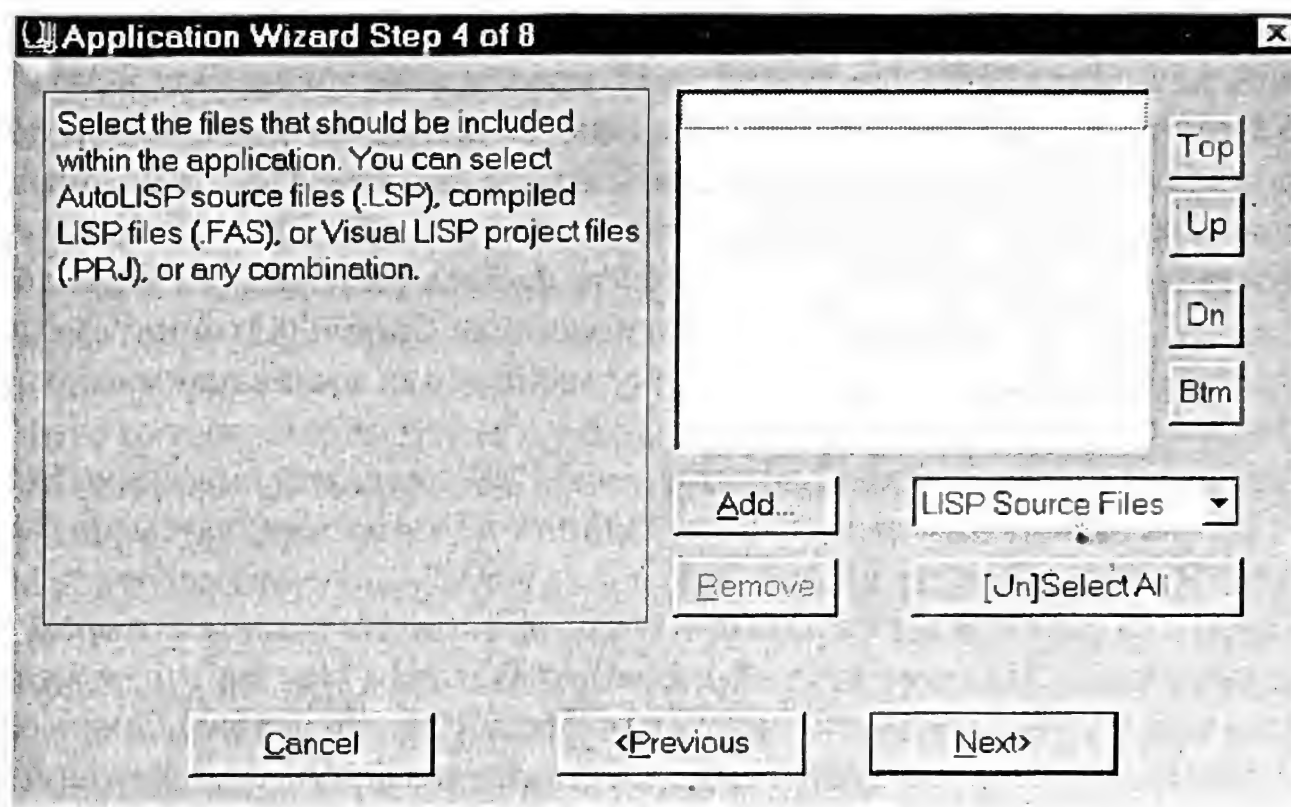 Application Wizard Step 4 of 8
Select the files that should be included
within the application. You can select
AutoLISP source files (.LSP), compiled
LISP files (.FAS), or Visual LISP project files
(.PRJ), or any combination.
Top
Up
Dn
Btm
Add...
LISP Source Files
Remove
[Un]Select All
Cancel
<Previous
Next>